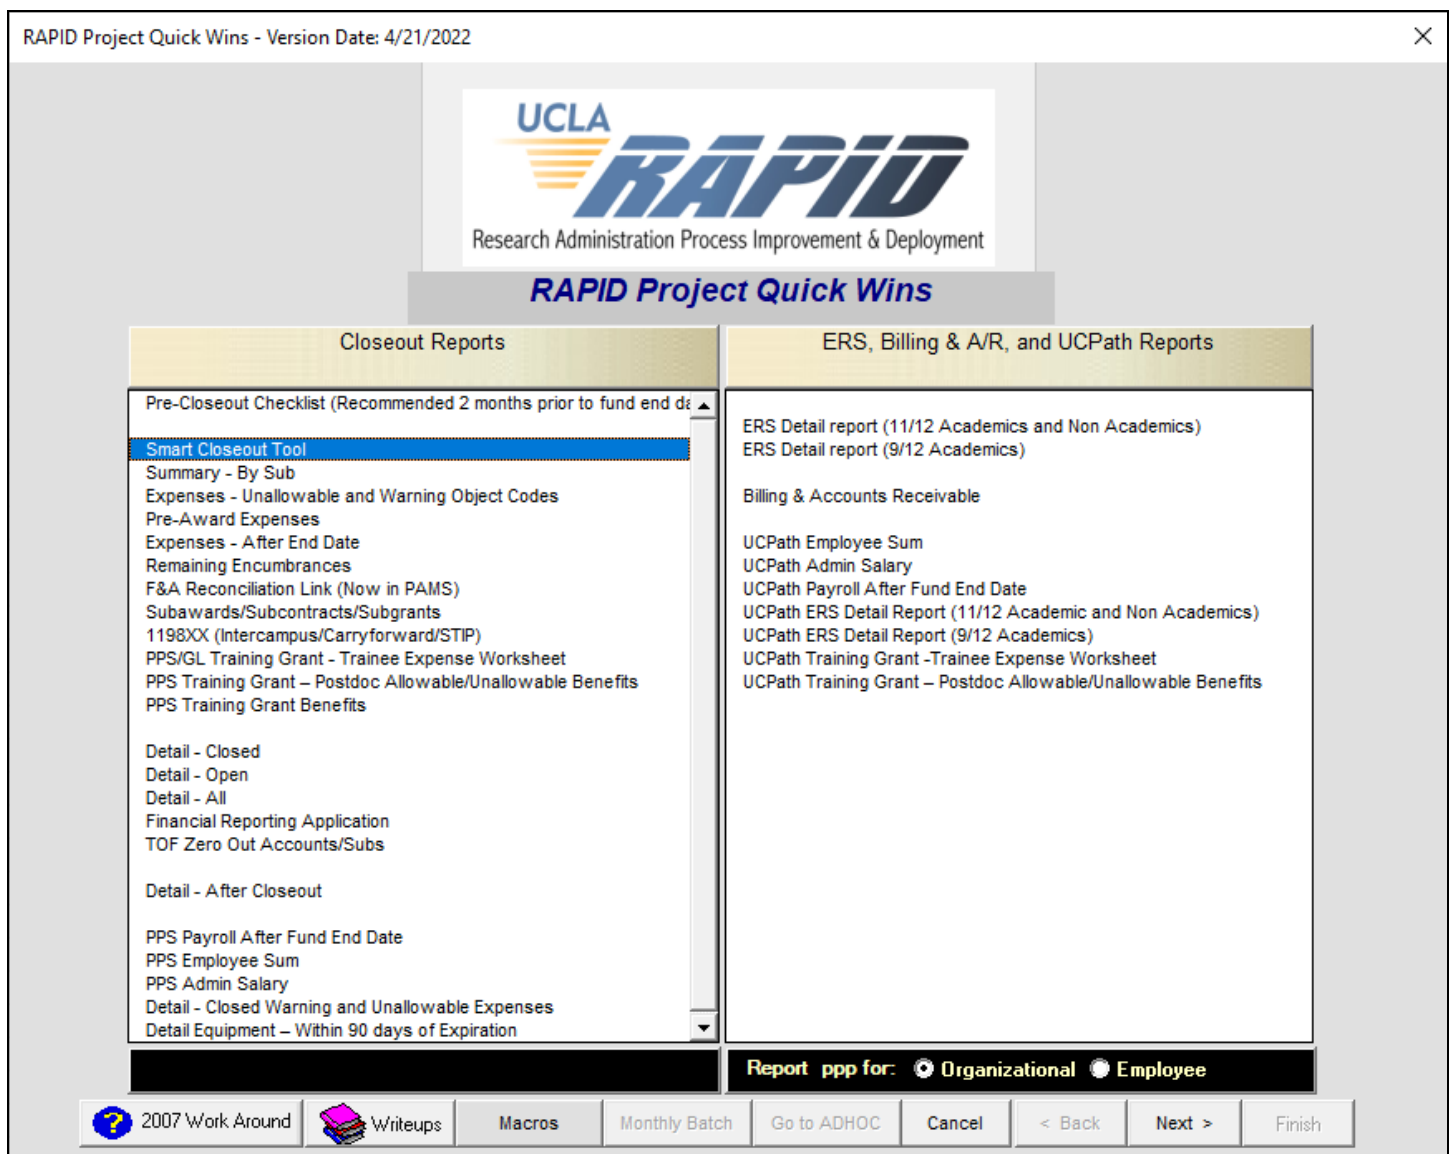 RAPID Project Quick Wins - Version Date: 4/21/2022
UCLA
RAPiD
Research Administration Process Improvement & Deployment
RAPID Project Quick Wins
Closeout Reports
Pre-Closeout Checklist (Recommended 2 months prior to fund end da
Smart Closeout Tool
Summary - By Sub
Expenses - Unallowable and Warning Object Codes
Pre-Award Expenses
Expenses - After End Date
Remaining Encumbrances
F&A Reconciliation Link (Now in PAMS)
Subawards/Subcontracts/Subgrants
1198XX (Intercampus/Carryforward/STIP)
PPS/GL Training Grant - Trainee Expense Worksheet
PPS Training Grant – Postdoc Allowable/Unallowable Benefits
PPS Training Grant Benefits
Detail - Closed
Detail - Open
Detail - All
Financial Reporting Application
TOF Zero Out Accounts/Subs
Detail - After Closeout
PPS Payroll After Fund End Date
PPS Employee Sum
PPS Admin Salary
Detail - Closed Warning and Unallowable Expenses
Detail Equipment – Within 90 days of Expiration
ERS, Billing & A/R, and UCPath Reports
ERS Detail report (11/12 Academics and Non Academics)
ERS Detail report (9/12 Academics)
Billing & Accounts Receivable
UCPath Employee Sum
UCPath Admin Salary
UCPath Payroll After Fund End Date
UCPath ERS Detail Report (11/12 Academic and Non Academics)
UCPath ERS Detail Report (9/12 Academics)
UCPath Training Grant -Trainee Expense Worksheet
UCPath Training Grant – Postdoc Allowable/Unallowable Benefits
Report ppp for: Organizational Employee
? 2007 Work Around Writeups Macros Monthly Batch Go to ADHOC Cancel < Back Next > Finish